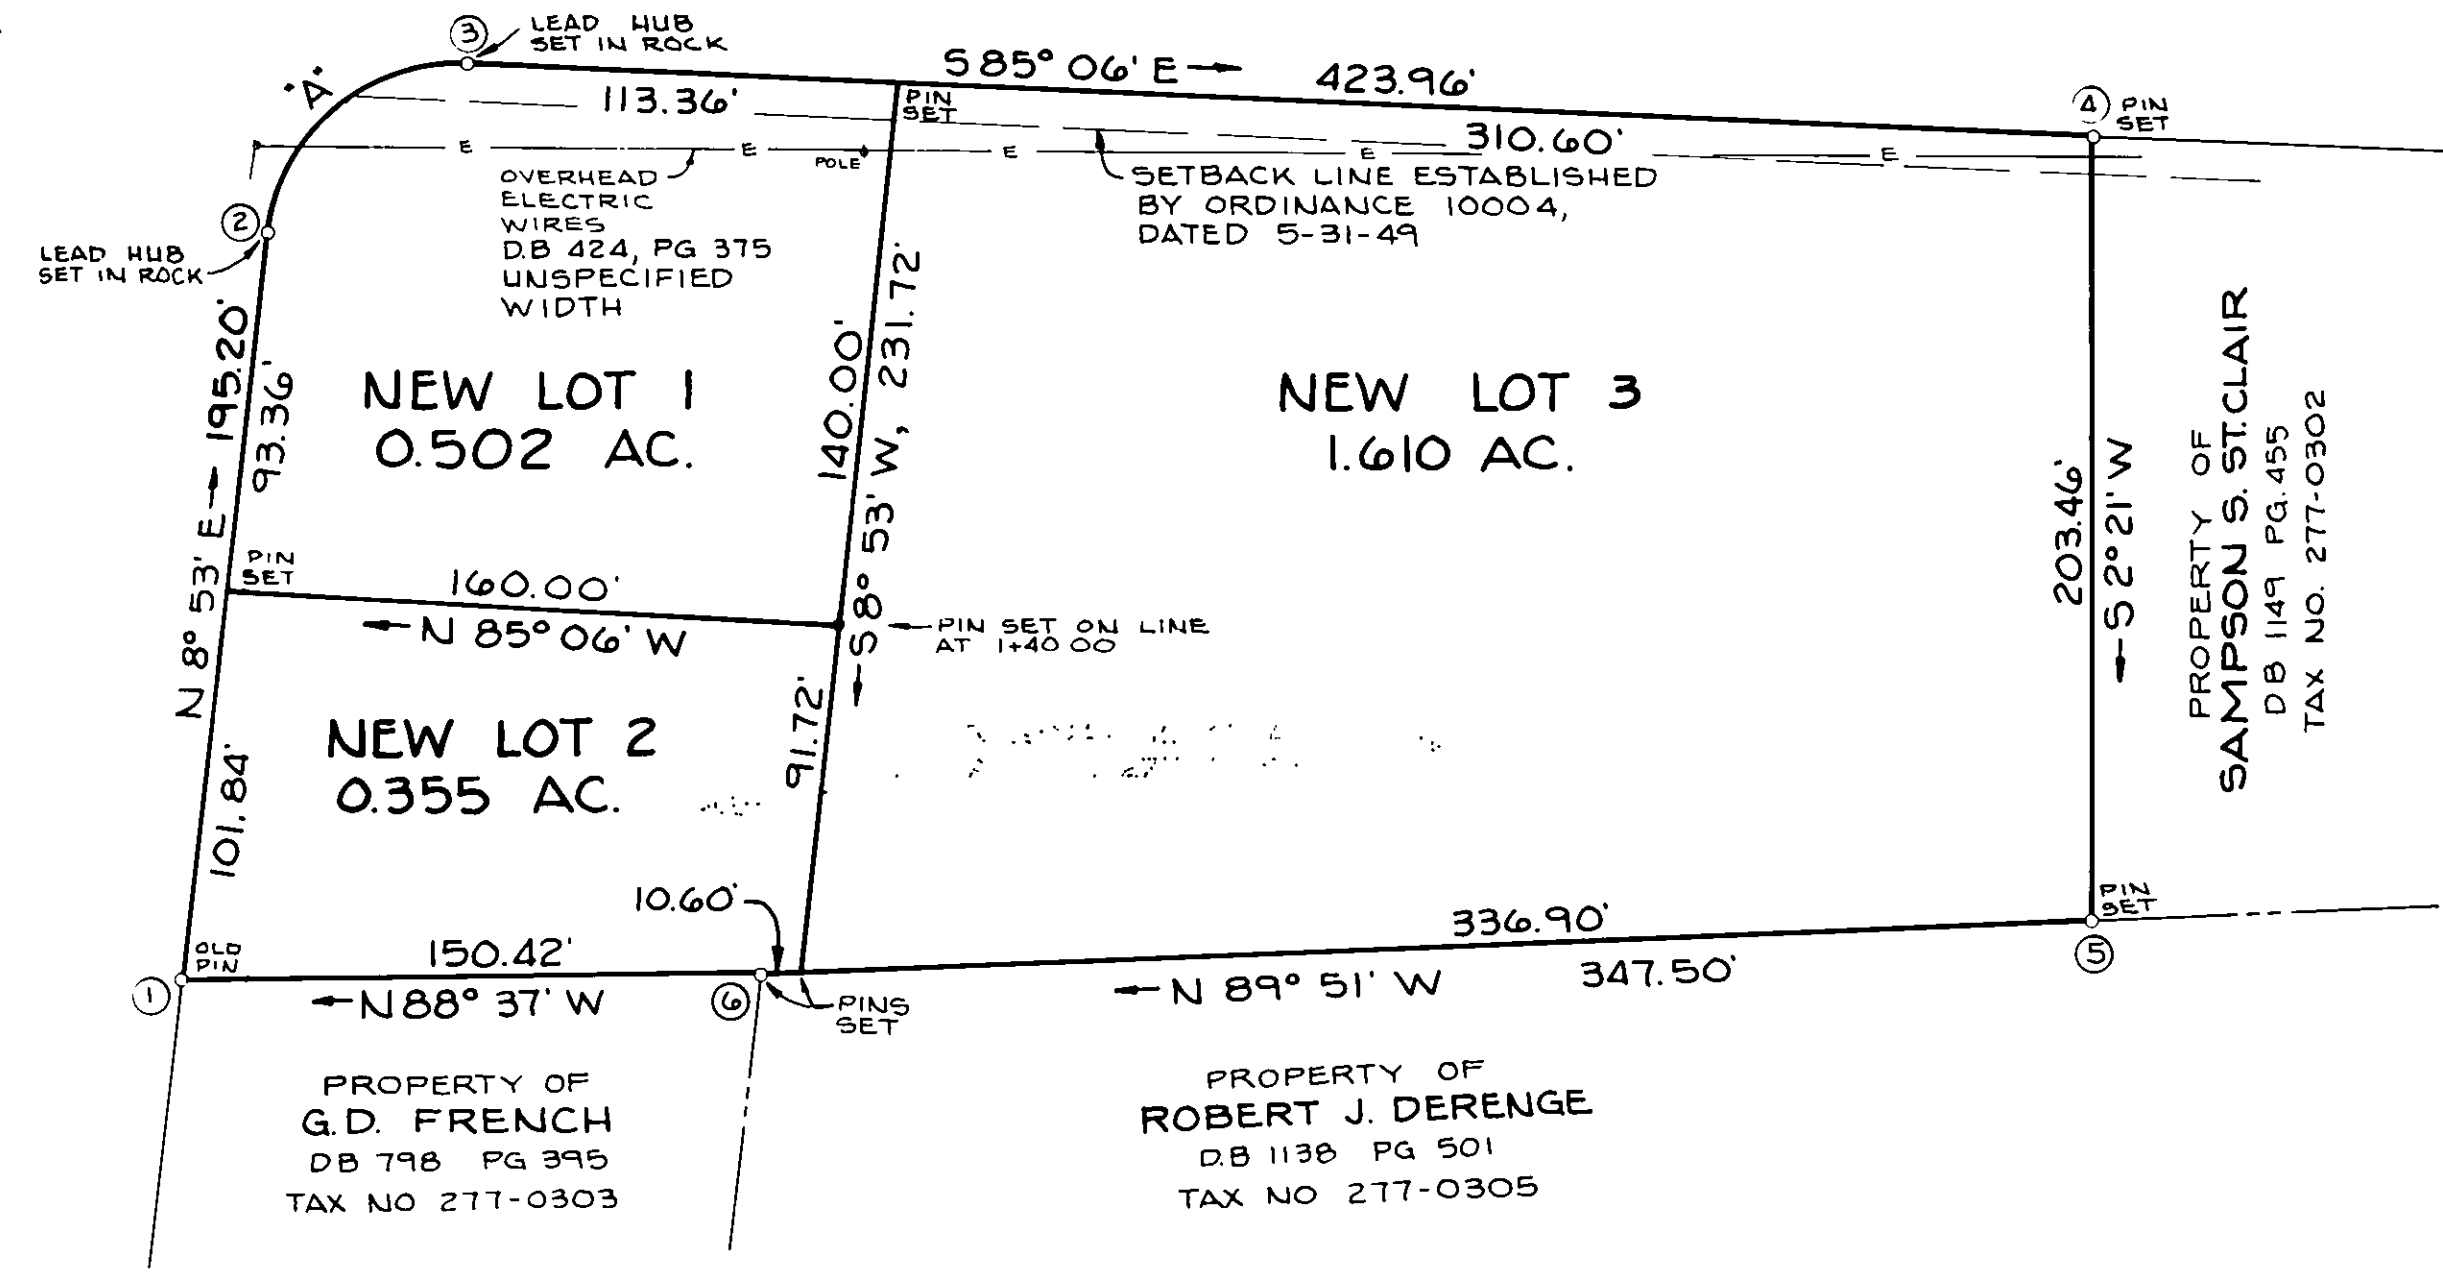 3
LEAD HUB
SET IN ROCK
"A"
S 85° 06' E
423.96'
113.36'
PIN
SET
310.60'
4
PIN
SET
E
E
POLE
E
E
E
OVERHEAD
ELECTRIC
WIRES
D.B 424, PG 375
UNSPECIFIED
WIDTH
SETBACK LINE ESTABLISHED
BY ORDINANCE 10004,
DATED 5-31-49
2
LEAD HUB
SET IN ROCK
N 8° 53' E 195.20'
93.36'
NEW LOT 1
0.502 AC.
140.00'
S 8° 53' W, 231.72'
NEW LOT 3
1.610 AC.
203.46'
S 2° 21' W
PROPERTY OF
SAMPSON S. ST.CLAIR
DB 1149 PG.455
TAX NO. 277-0302
PIN
SET
160.00'
N 85° 06' W
PIN SET ON LINE
AT 1+40 00
NEW LOT 2
0.355 AC.
101.84'
91.72'
10.60'
OLD
PIN
150.42'
336.90'
PIN
SET
5
1
N 88° 37' W
6
PINS
SET
N 89° 51' W
347.50'
PROPERTY OF
G.D. FRENCH
DB 798 PG 395
TAX NO 277-0303
PROPERTY OF
ROBERT J. DERENGE
D.B 1138 PG 501
TAX NO 277-0305